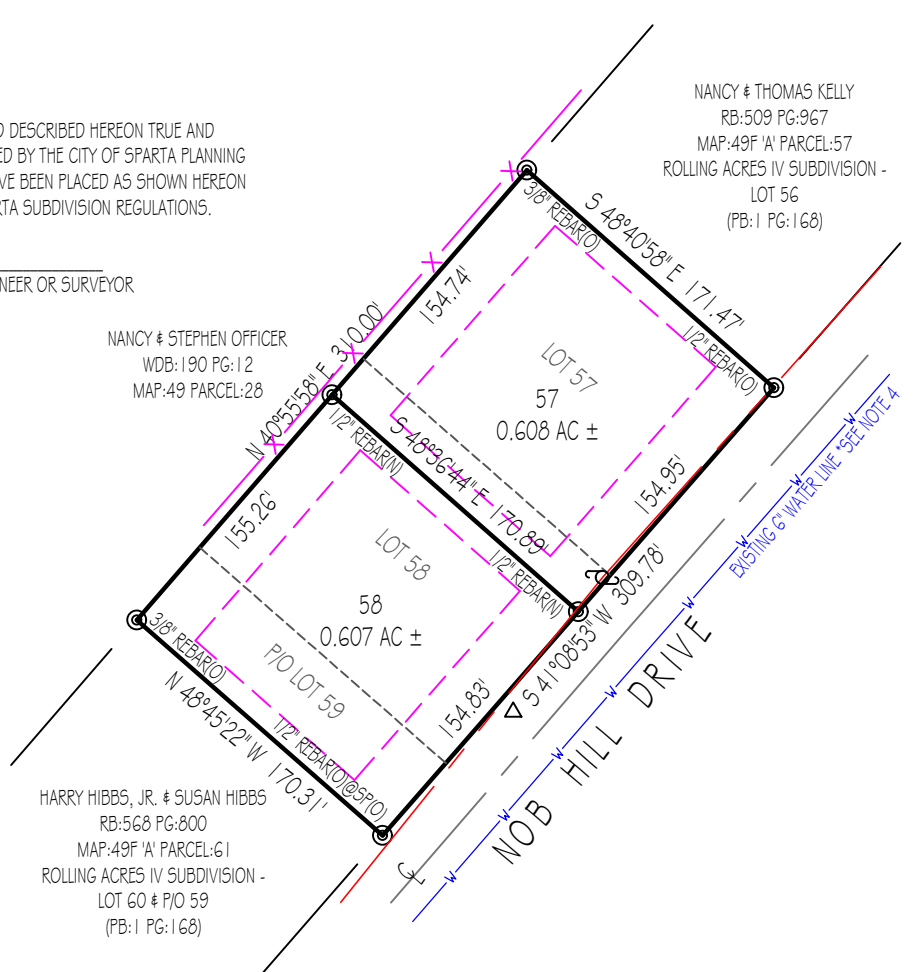 NANCY & THOMAS KELLY
RB:509 PG:967
MAP:49F 'A' PARCEL:57
ROLLING ACRES IV SUBDIVISION -
LOT 56
(PB:1 PG:168)
DESCRIBED HEREON TRUE AND
BY THE CITY OF SPARTA PLANNING
BEEN PLACED AS SHOWN HEREON
SUBDIVISION REGULATIONS.
OR SURVEYOR
NANCY & STEPHEN OFFICER
WDB:190 PG:12
MAP:49 PARCEL:28
3/8" REBAR(O)
S 48°40'58" E 171.47'
1/2" REBAR(O)
154.74'
N 40°55'58" E 310.00'
LOT 57
57
0.608 AC ±
154.95'
1/2" REBAR(N)
S 48°36'44" E 170.89'
1/2" REBAR(N)
155.26'
LOT 58
58
0.607 AC ±
P/O LOT 59
154.83'
S 41°08'53" W 309.78'
3/8" REBAR(O)
N 48°45'22" W 170.31'
1/2" REBAR(O)@SP(O)
EXISTING 6" WATER LINE *SEE NOTE 4
W
W
W
W
W
W
W
W
NOB HILL DRIVE
HARRY HIBBS, JR. & SUSAN HIBBS
RB:568 PG:800
MAP:49F 'A' PARCEL:61
ROLLING ACRES IV SUBDIVISION -
LOT 60 & P/O 59
(PB:1 PG:168)